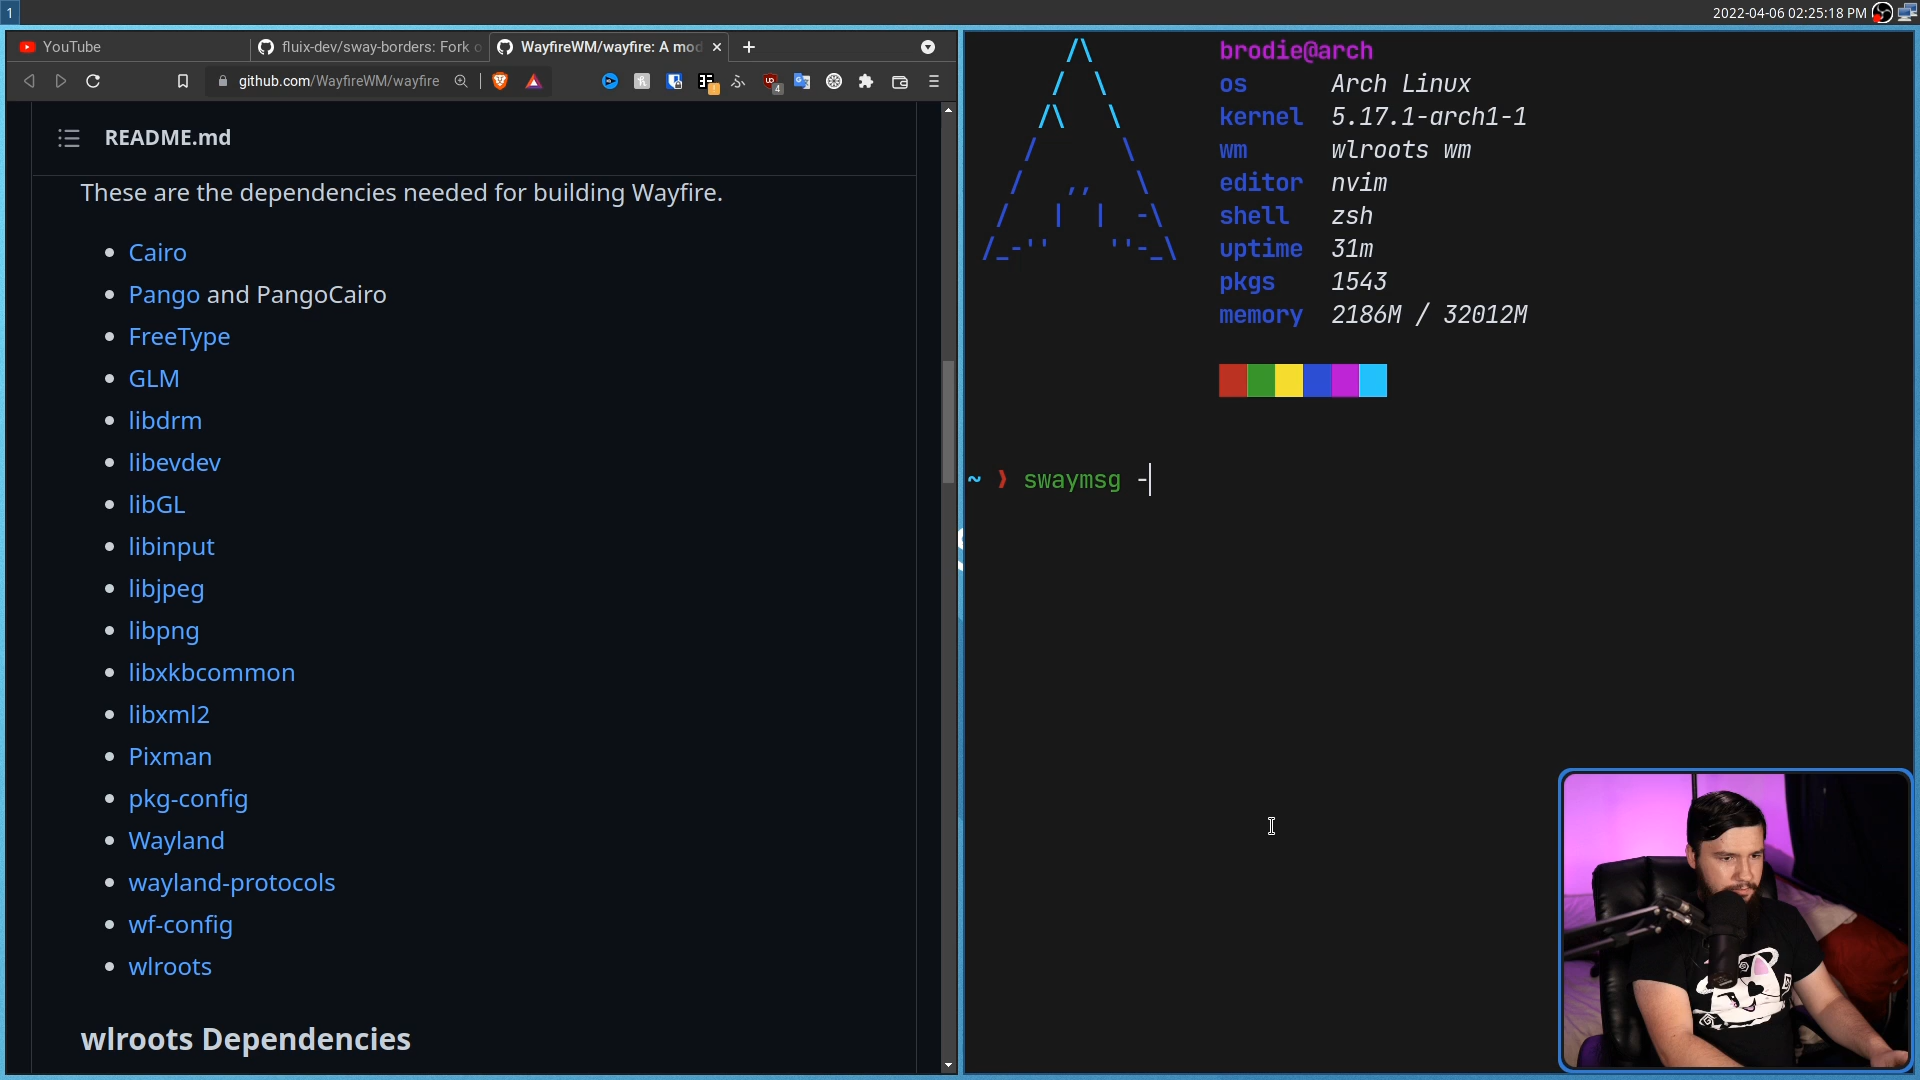 1
2022-04-06 02:25:18 PM
YouTube
fluix-dev/sway-borders: Fork o
WayfireWM/wayfire: A mod
github.com/WayfireWM/wayfire
4
README.md
These are the dependencies needed for building Wayfire.
• Cairo
• Pango and PangoCairo
• FreeType
• GLM
• libdrm
• libevdev
• libGL
• libinput
• libjpeg
• libpng
• libxkbcommon
• libxml2
• Pixman
• pkg-config
• Wayland
• wayland-protocols
• wf-config
• wlroots
wlroots Dependencies
brodie@arch
os Arch Linux
kernel 5.17.1-arch1-1
wm wlroots wm
editor nvim
shell zsh
uptime 31m
pkgs 1543
memory 2186M / 32012M
~ ❯ swaymsg -